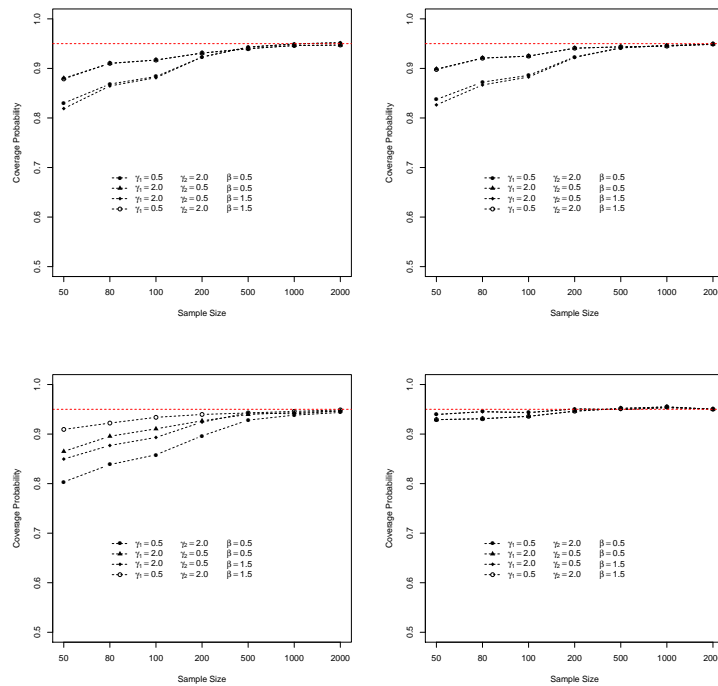 1.0
0.9
0.8
0.7
0.6
0.5
Coverage Probability
γ₁ = 0.5 γ₂ = 2.0 β = 0.5
γ₁ = 2.0 γ₂ = 0.5 β = 0.5
γ₁ = 2.0 γ₂ = 0.5 β = 1.5
γ₁ = 0.5 γ₂ = 2.0 β = 1.5
50 80 100 200 500 1000 2000
Sample Size
1.0
0.9
0.8
0.7
0.6
0.5
Coverage Probability
γ₁ = 0.5 γ₂ = 2.0 β = 0.5
γ₁ = 2.0 γ₂ = 0.5 β = 0.5
γ₁ = 2.0 γ₂ = 0.5 β = 1.5
γ₁ = 0.5 γ₂ = 2.0 β = 1.5
50 80 100 200 500 1000 200
Sample Size
1.0
0.9
0.8
0.7
0.6
0.5
Coverage Probability
γ₁ = 0.5 γ₂ = 2.0 β = 0.5
γ₁ = 2.0 γ₂ = 0.5 β = 0.5
γ₁ = 2.0 γ₂ = 0.5 β = 1.5
γ₁ = 0.5 γ₂ = 2.0 β = 1.5
50 80 100 200 500 1000 2000
Sample Size
1.0
0.9
0.8
0.7
0.6
0.5
Coverage Probability
γ₁ = 0.5 γ₂ = 2.0 β = 0.5
γ₁ = 2.0 γ₂ = 0.5 β = 0.5
γ₁ = 2.0 γ₂ = 0.5 β = 1.5
γ₁ = 0.5 γ₂ = 2.0 β = 1.5
50 80 100 200 500 1000 200
Sample Size